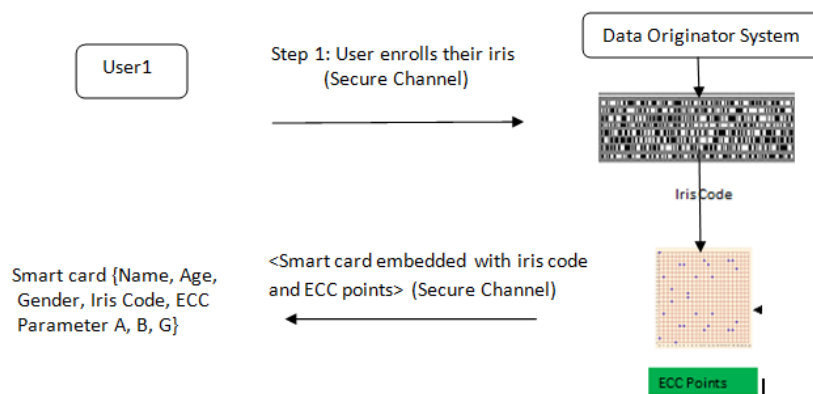 User1
Step 1: User enrolls their iris
(Secure Channel)
Data Originator System
Iris Code
<Smart card embedded with iris code
and ECC points> (Secure Channel)
Smart card {Name, Age,
Gender, Iris Code, ECC
Parameter A, B, G}
ECC Points